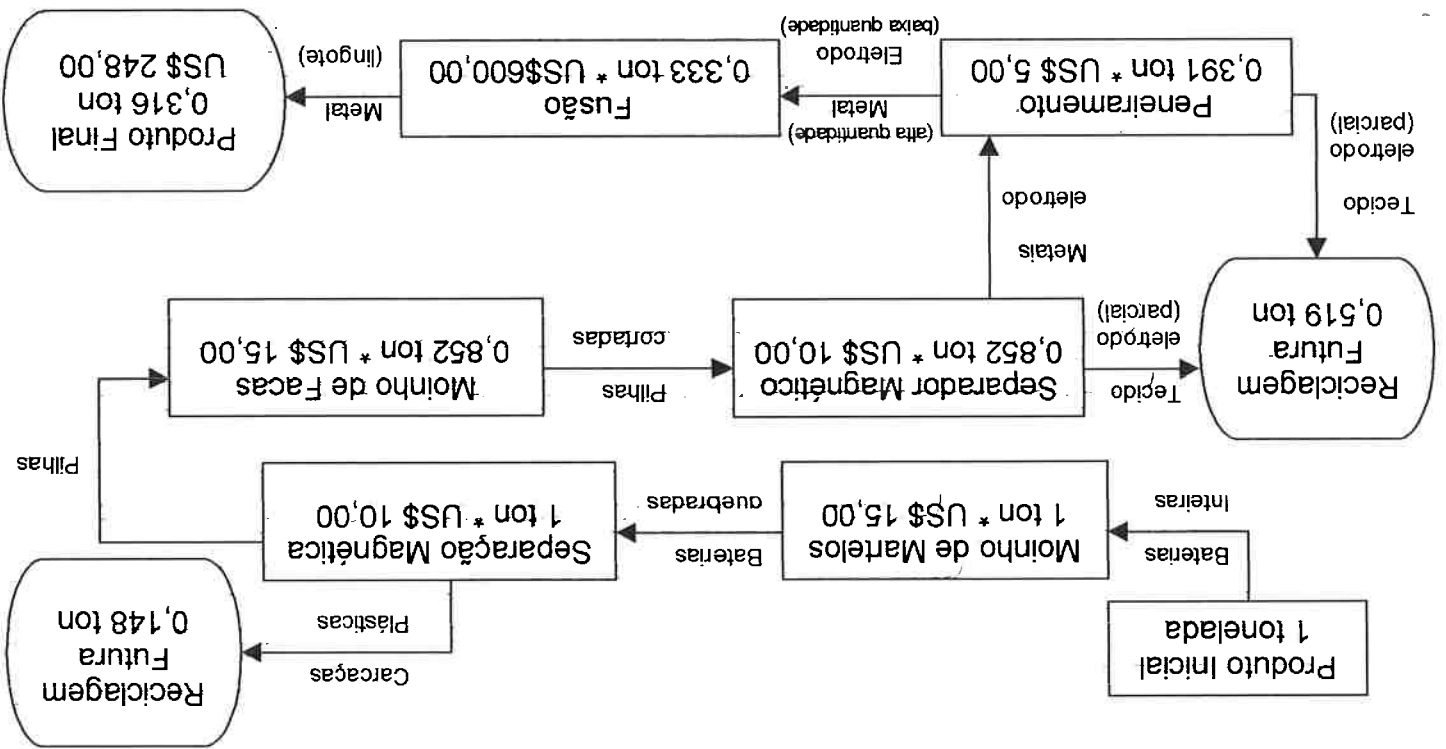 Produto Inicial
1 tonelada
Baterias
Inteiras
Moinho de Martelos
1 ton * US$ 15,00
Baterias
quebradas
Separação Magnética
1 ton * US$ 10,00
Carcaças
Plásticas
Reciclagem
Futura
0,148 ton
Pilhas
Moinho de Facas
0,852 ton * US$ 15,00
Pilhas
cortadas
Separador Magnético
0,852 ton * US$ 10,00
Tecido
eletrodo
(parcial)
Reciclagem
Futura
0,519 ton
Metais
eletrodo
Tecido
eletrodo
(parcial)
Peneiramento
0,391 ton * US$ 5,00
(alta quantidade)
Metal
Eletrodo
(baixa quantidade)
Fusão
0,333 ton * US$600,00
Metal
(lingote)
Produto Final
0,316 ton
US$ 248,00